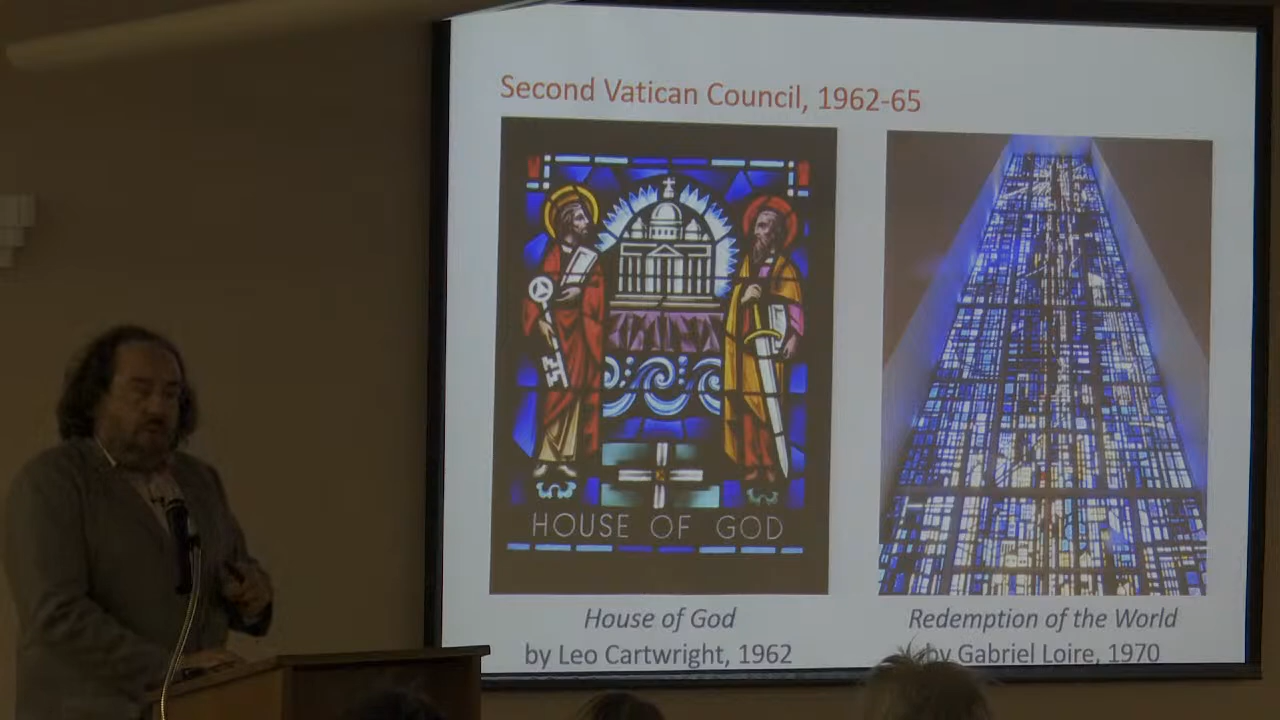 Second Vatican Council, 1962-65
HOUSE OF GOD
House of God
by Leo Cartwright, 1962
Redemption of the World
by Gabriel Loire, 1970